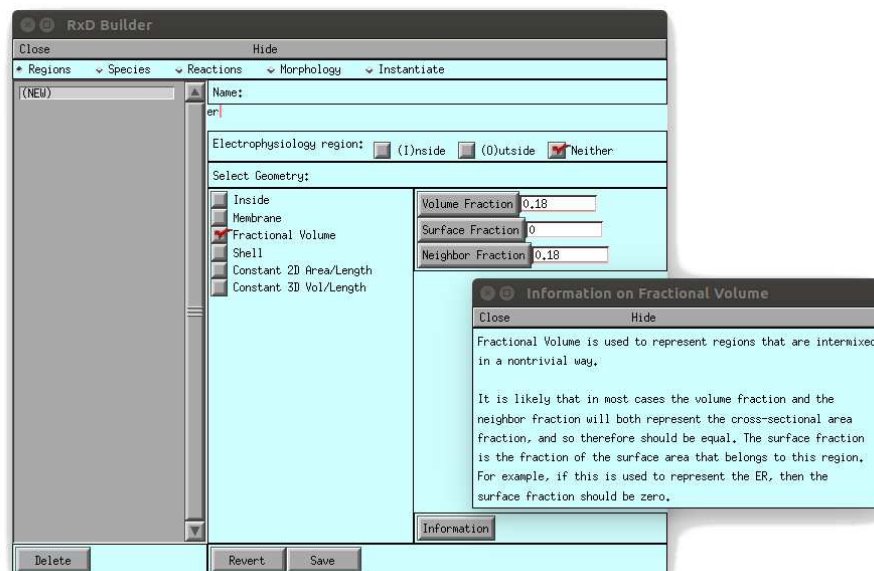 RxD Builder
Close Hide
Regions Species Reactions Morphology Instantiate
(NEW)
Name:
er
Electrophysiology region: (I)nside (O)utside Neither
Select Geometry:
Inside
Membrane
Fractional Volume
Shell
Constant 2D Area/Length
Constant 3D Vol/Length
Volume Fraction 0.18
Surface Fraction 0
Neighbor Fraction 0.18
Information on Fractional Volume
Close Hide
Fractional Volume is used to represent regions that are intermixed
in a nontrivial way.
It is likely that in most cases the volume fraction and the
neighbor fraction will both represent the cross-sectional area
fraction, and so therefore should be equal. The surface fraction
is the fraction of the surface area that belongs to this region.
For example, if this is used to represent the ER, then the
surface fraction should be zero.
Information
Delete Revert Save